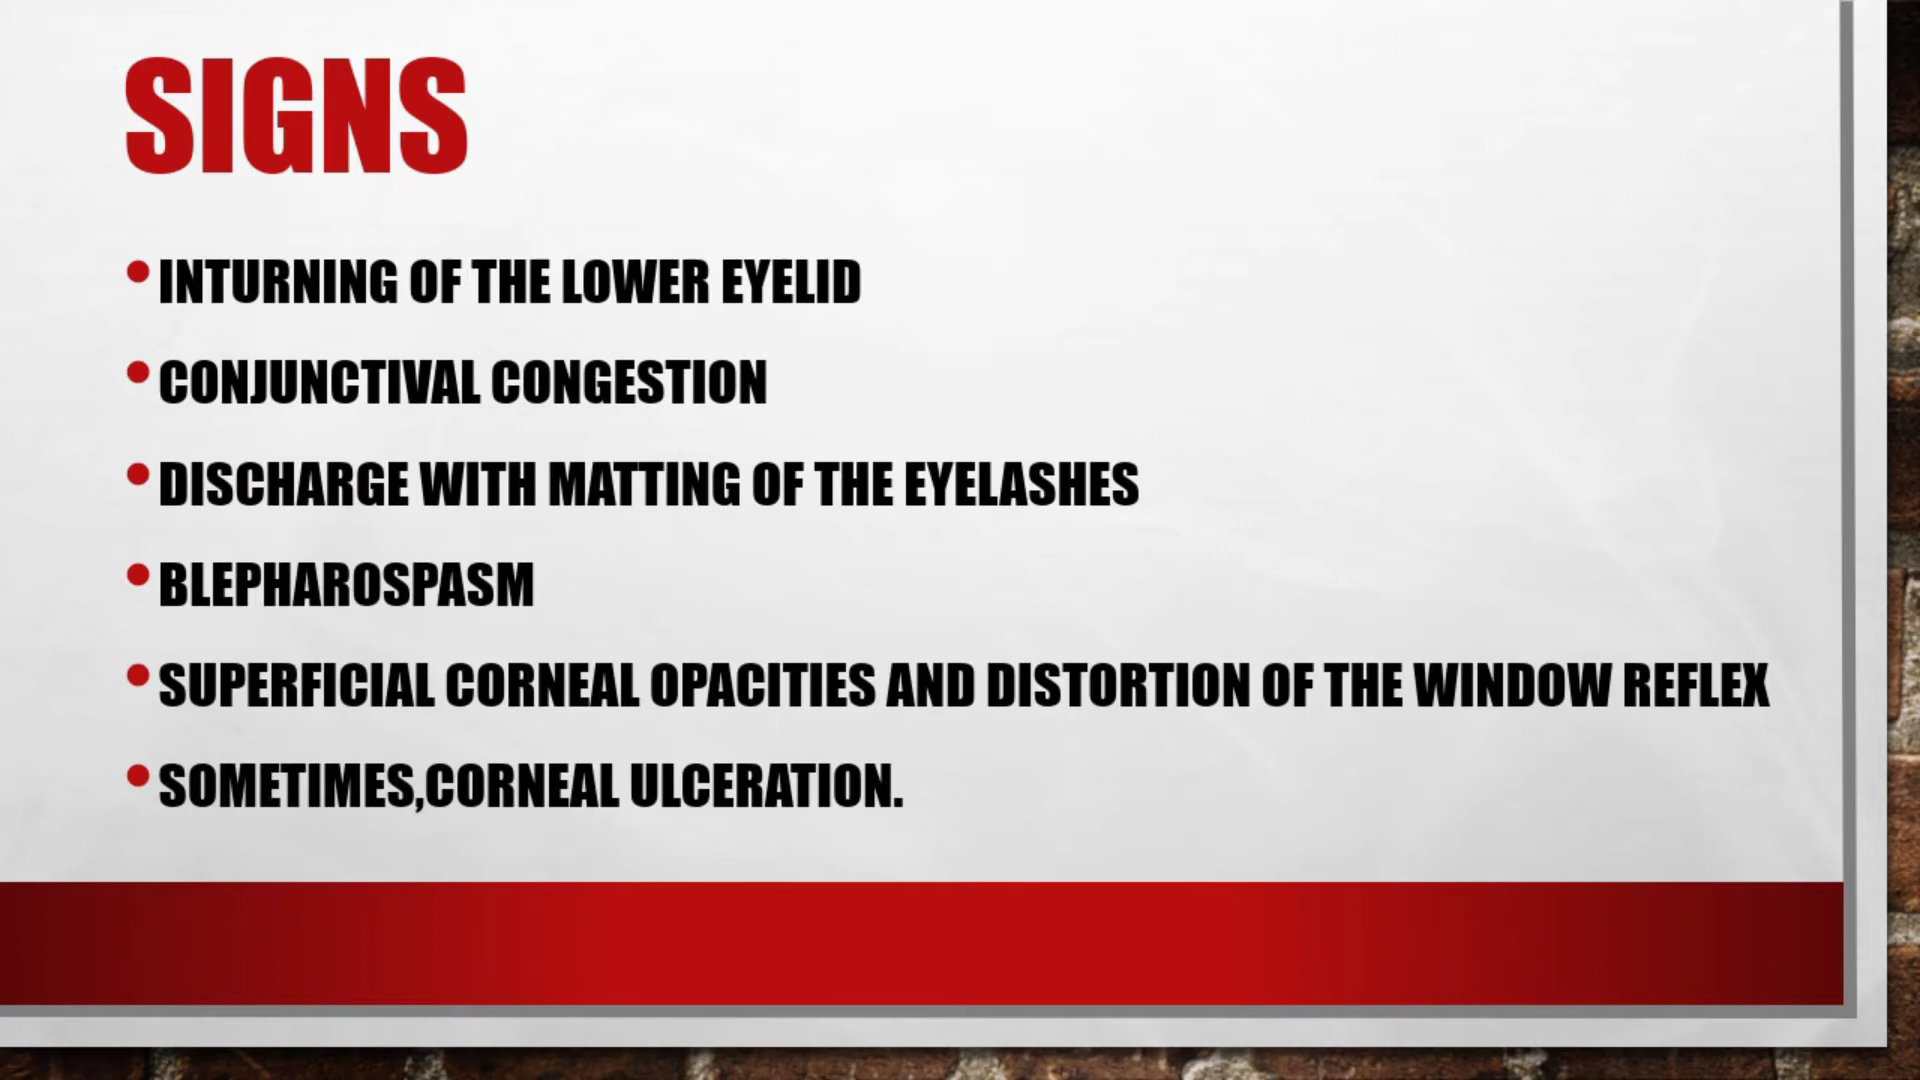 SIGNS
• INTURNING OF THE LOWER EYELID
• CONJUNCTIVAL CONGESTION
• DISCHARGE WITH MATTING OF THE EYELASHES
• BLEPHAROSPASM
• SUPERFICIAL CORNEAL OPACITIES AND DISTORTION OF THE WINDOW REFLEX
• SOMETIMES,CORNEAL ULCERATION.